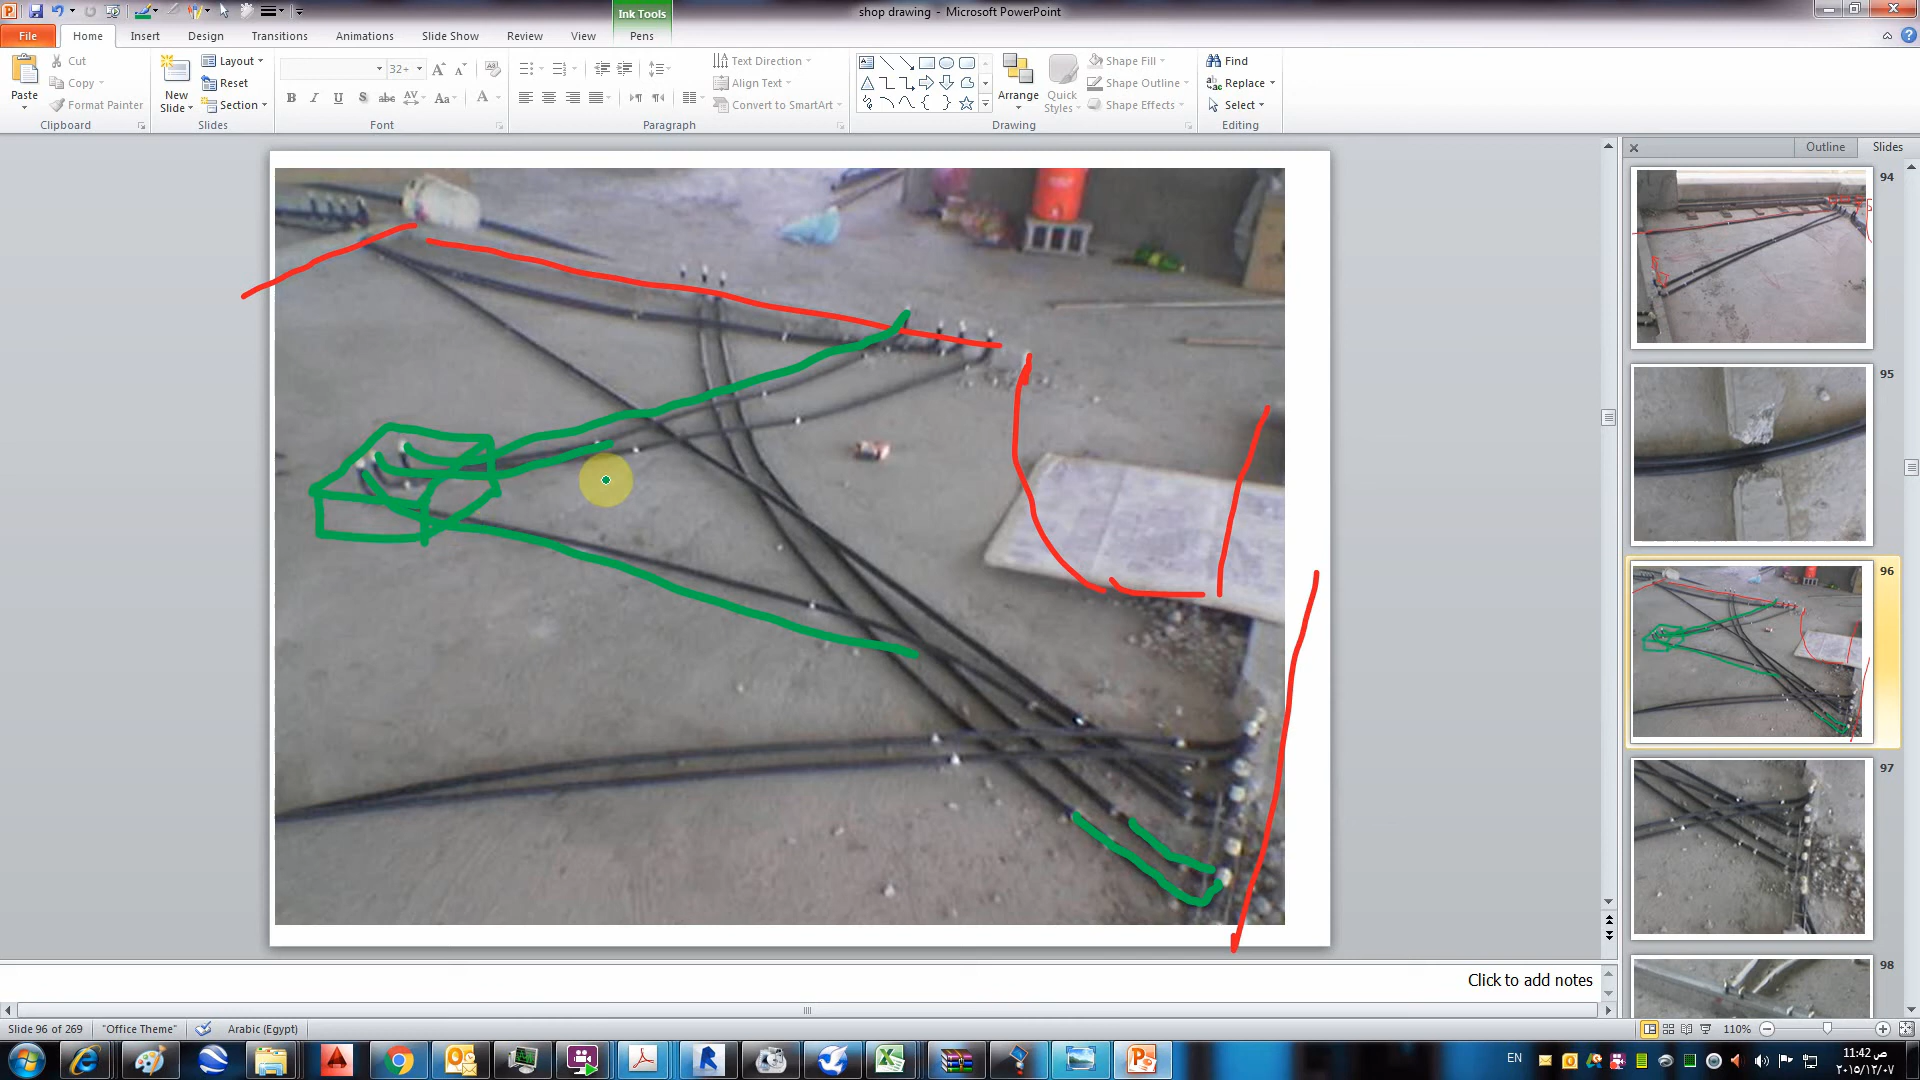 shop drawing - Microsoft PowerPoint
Ink Tools
File Home Insert Design Transitions Animations Slide Show Review View Pens
Paste
Cut
Copy
Format Painter
Clipboard
New Slide
Layout
Reset
Section
Slides
32+
Font
Text Direction
Align Text
Convert to SmartArt
Paragraph
Arrange
Quick Styles
Shape Fill
Shape Outline
Shape Effects
Drawing
Find
Replace
Select
Editing
Outline Slides
94
95
96
97
98
Click to add notes
Slide 96 of 269 "Office Theme" Arabic (Egypt) 110%
EN
11:42 ص
٢٠١٥/١٢/٠٧